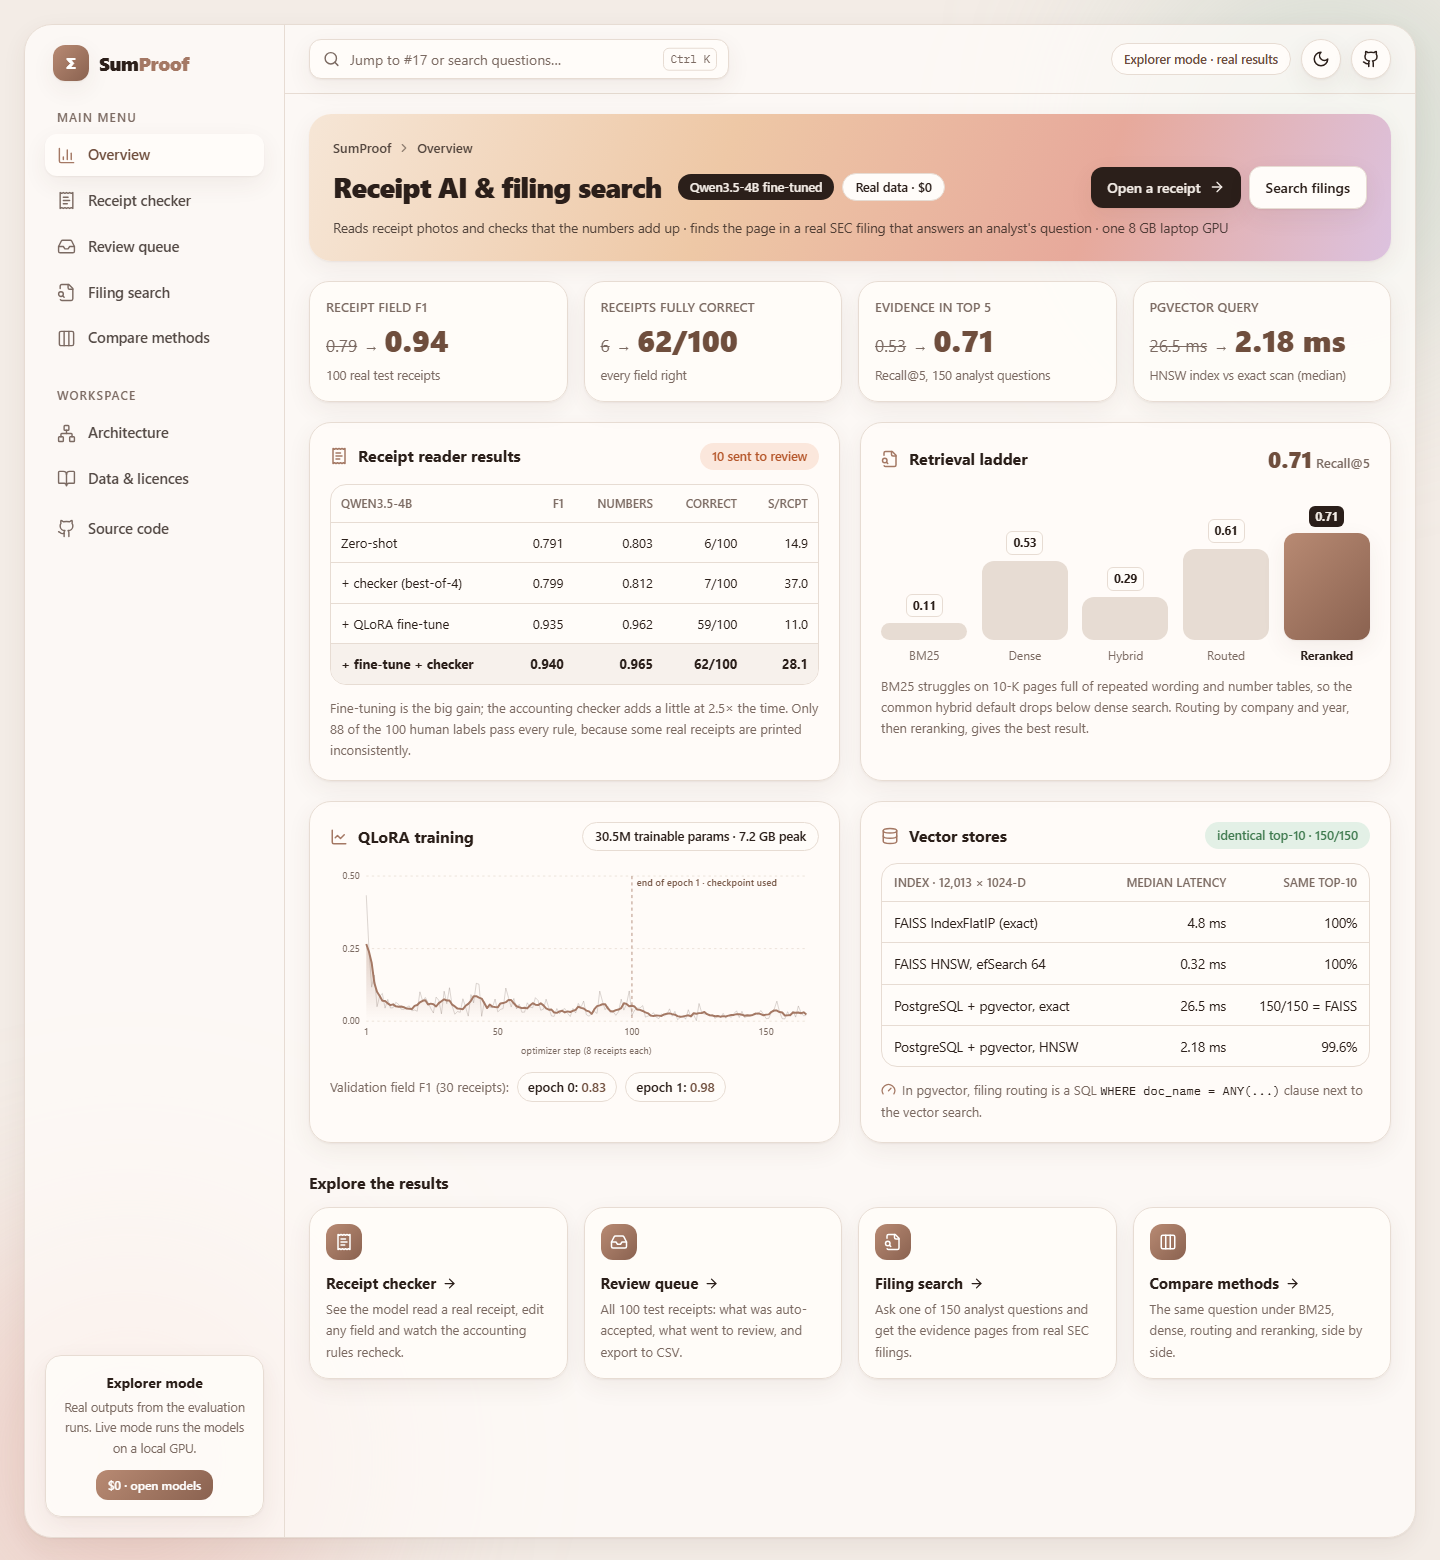 Σ SumProof
MAIN MENU
Overview
Receipt checker
Review queue
Filing search
Compare methods
WORKSPACE
Architecture
Data & licences
Source code
Explorer mode
Real outputs from the evaluation
runs. Live mode runs the models
on a local GPU.
$0 · open models
Jump to #17 or search questions...
Ctrl K
Explorer mode · real results
SumProof > Overview
Receipt AI & filing search
Qwen3.5-4B fine-tuned
Real data · $0
Open a receipt →
Search filings
Reads receipt photos and checks that the numbers add up · finds the page in a real SEC filing that answers an analyst's question · one 8 GB laptop GPU
RECEIPT FIELD F1
0.79 → 0.94
100 real test receipts
RECEIPTS FULLY CORRECT
6 → 62/100
every field right
EVIDENCE IN TOP 5
0.53 → 0.71
Recall@5, 150 analyst questions
PGVECTOR QUERY
26.5 ms → 2.18 ms
HNSW index vs exact scan (median)
Receipt reader results
10 sent to review
QWEN3.5-4B F1 NUMBERS CORRECT S/RCPT
Zero-shot 0.791 0.803 6/100 14.9
+ checker (best-of-4) 0.799 0.812 7/100 37.0
+ QLoRA fine-tune 0.935 0.962 59/100 11.0
+ fine-tune + checker 0.940 0.965 62/100 28.1
Fine-tuning is the big gain; the accounting checker adds a little at 2.5× the time. Only
88 of the 100 human labels pass every rule, because some real receipts are printed
inconsistently.
Retrieval ladder
0.71 Recall@5
0.11
0.53
0.29
0.61
0.71
BM25 Dense Hybrid Routed Reranked
BM25 struggles on 10-K pages full of repeated wording and number tables, so the
common hybrid default drops below dense search. Routing by company and year,
then reranking, gives the best result.
QLoRA training
30.5M trainable params · 7.2 GB peak
0.50
end of epoch 1 · checkpoint used
0.25
0.00
1 50 100 150
optimizer step (8 receipts each)
Validation field F1 (30 receipts): epoch 0: 0.83 epoch 1: 0.98
Vector stores
identical top-10 · 150/150
INDEX · 12,013 × 1024-D MEDIAN LATENCY SAME TOP-10
FAISS IndexFlatIP (exact) 4.8 ms 100%
FAISS HNSW, efSearch 64 0.32 ms 100%
PostgreSQL + pgvector, exact 26.5 ms 150/150 = FAISS
PostgreSQL + pgvector, HNSW 2.18 ms 99.6%
In pgvector, filing routing is a SQL WHERE doc_name = ANY(...) clause next to
the vector search.
Explore the results
Receipt checker →
See the model read a real receipt, edit
any field and watch the accounting
rules recheck.
Review queue →
All 100 test receipts: what was auto-
accepted, what went to review, and
export to CSV.
Filing search →
Ask one of 150 analyst questions and
get the evidence pages from real SEC
filings.
Compare methods →
The same question under BM25,
dense, routing and reranking, side by
side.